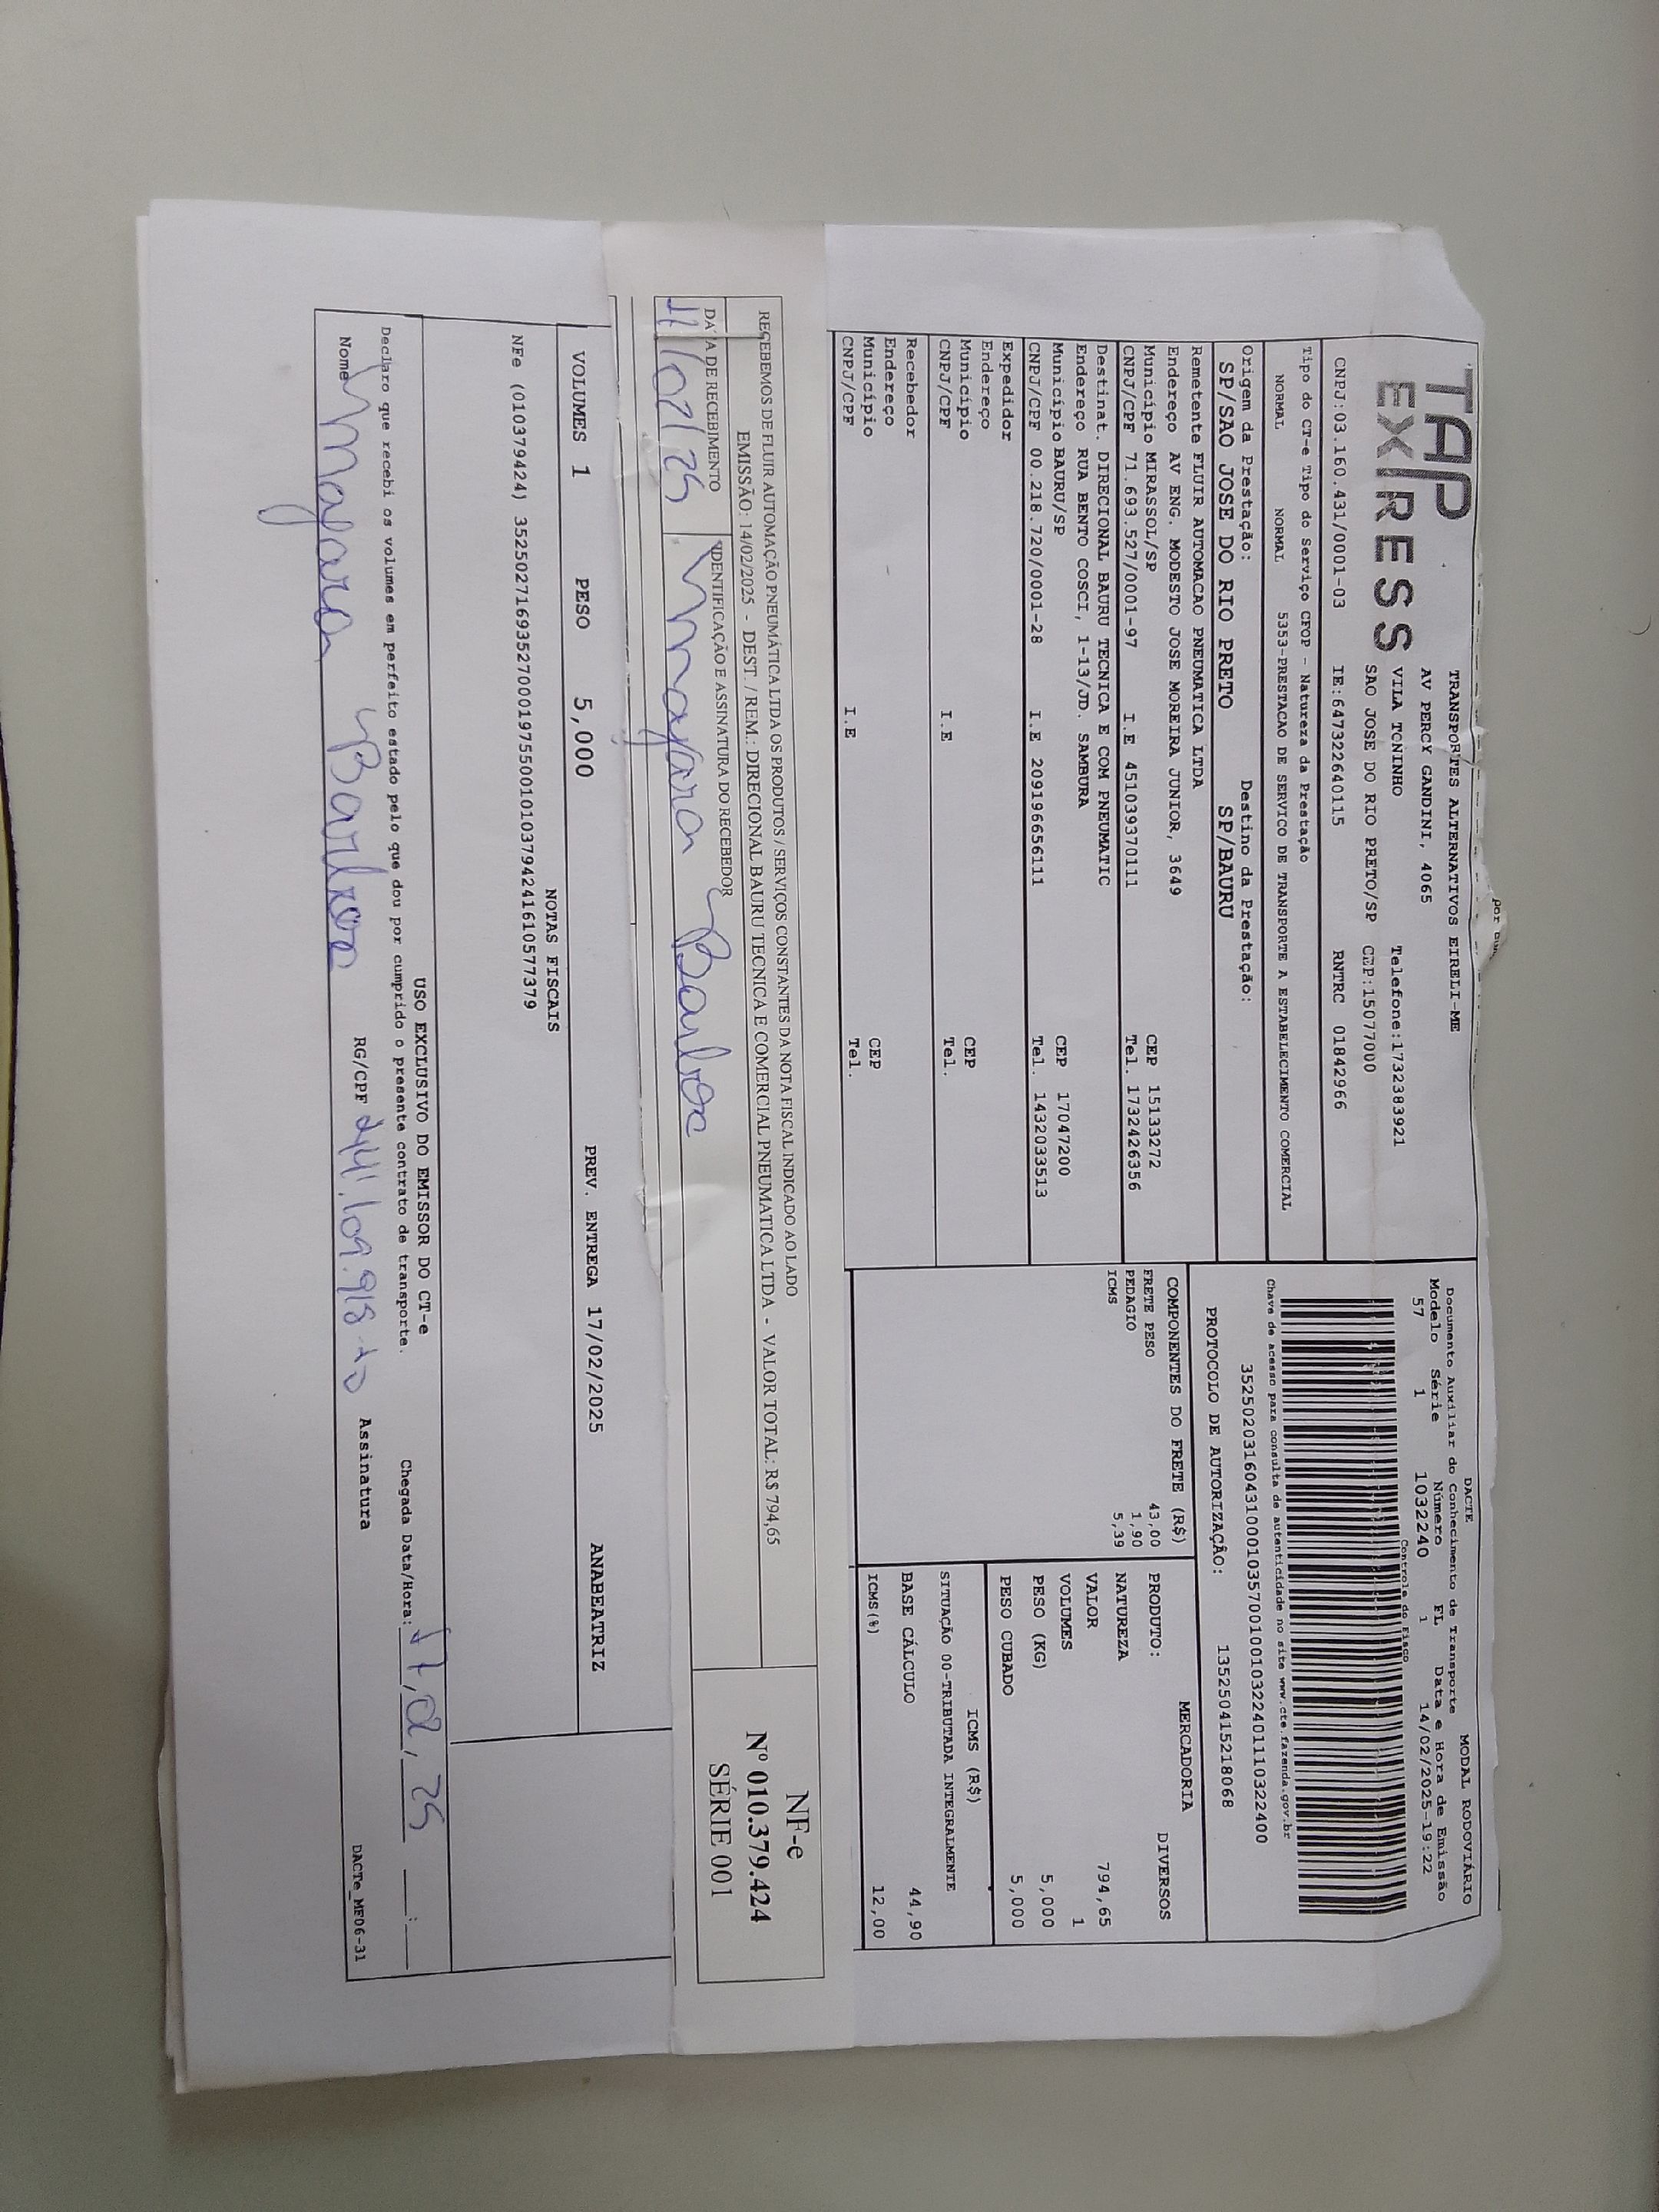 TAP
EXPRESS
TRANSPORTES ALTERNATIVOS EIRELI-ME
AV PERCY GANDINI, 4065
VILA TONINHO Telefone:1732383921
SAO JOSE DO RIO PRETO/SP CEP:15077000
CNPJ:03.160.431/0001-03 IE:647322640115 RNTRC 01842966
DACTE MODAL RODOVIÁRIO
Documento Auxiliar do Conhecimento de Transporte
Modelo Série Número FL Data e Hora de Emissão
57 1 1032240 1 14/02/2025-19:22
Controle do Fisco
Chave de acesso para consulta de autenticidade no site www.cte.fazenda.gov.br
35250203160431000103570010010322401110322400
PROTOCOLO DE AUTORIZAÇÃO: 135250415218068
Tipo do CT-e Tipo do Serviço CFOP - Natureza da Prestação
NORMAL NORMAL 5353-PRESTACAO DE SERVICO DE TRANSPORTE A ESTABELECIMENTO COMERCIAL
Origem da Prestação: Destino da Prestação:
SP/SAO JOSE DO RIO PRETO SP/BAURU
Remetente FLUIR AUTOMACAO PNEUMATICA LTDA
Endereço AV ENG. MODESTO JOSE MOREIRA JUNIOR, 3649
Município MIRASSOL/SP CEP 15133272
CNPJ/CPF 71.693.527/0001-97 I.E 451039370111 Tel. 1732426356
Destinat. DIRECIONAL BAURU TECNICA E COM PNEUMATIC
Endereço RUA BENTO COSCI, 1-13/JD. SAMBURA
Município BAURU/SP CEP 17047200
CNPJ/CPF 00.218.720/0001-28 I.E 209196656111 Tel. 1432033513
Expedidor
Endereço
Município CEP
CNPJ/CPF I.E Tel.
Recebedor
Endereço
Município CEP
CNPJ/CPF I.E Tel.
COMPONENTES DO FRETE (R$)
FRETE PESO 43,00
PEDAGIO 1,90
ICMS 5,39
MERCADORIA
PRODUTO: DIVERSOS
NATUREZA
VALOR 794,65
VOLUMES 1
PESO (KG) 5,000
PESO CUBADO 5,000
ICMS (R$)
SITUAÇÃO 00-TRIBUTADA INTEGRALMENTE
BASE CÁLCULO 44,90
ICMS(%) 12,00
RECEBEMOS DE FLUIR AUTOMAÇÃO PNEUMÁTICA LTDA OS PRODUTOS / SERVIÇOS CONSTANTES DA NOTA FISCAL INDICADO AO LADO
EMISSÃO: 14/02/2025 - DEST. / REM.: DIRECIONAL BAURU TECNICA E COMERCIAL PNEUMATICA LTDA - VALOR TOTAL: R$ 794,65
DATA DE RECEBIMENTO IDENTIFICAÇÃO E ASSINATURA DO RECEBEDOR
Mayara Barbosa
NF-e
Nº 010.379.424
SÉRIE 001
VOLUMES 1 PESO 5,000 PREV. ENTREGA 17/02/2025 ANABEATRIZ
NOTAS FISCAIS
NFe (010379424) 35250271693527000197550010103794241610577379
USO EXCLUSIVO DO EMISSOR DO CT-e
Declaro que recebi os volumes em perfeito estado pelo que dou por cumprido o presente contrato de transporte. Chegada Data/Hora:
Nome Mayara Barbosa RG/CPF Assinatura
DACTe_MF06-31